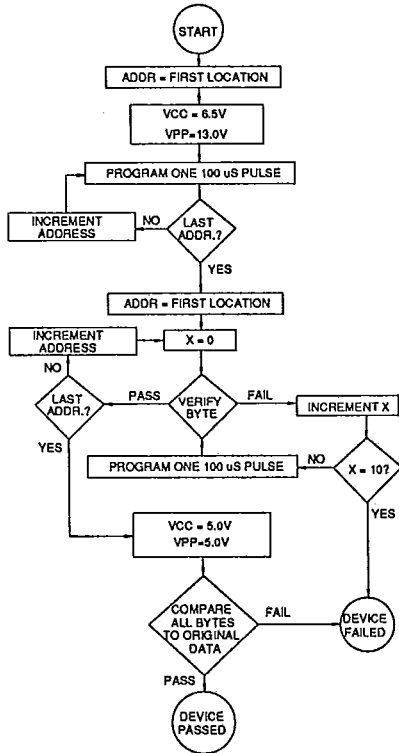 START
ADDR = FIRST LOCATION
VCC = 6.5V
VPP=13.0V
PROGRAM ONE 100 uS PULSE
INCREMENT
ADDRESS
NO
LAST
ADDR.?
YES
ADDR = FIRST LOCATION
INCREMENT
ADDRESS
X = 0
NO
LAST
ADDR.?
PASS
VERIFY
BYTE
FAIL
INCREMENT X
YES
PROGRAM ONE 100 uS PULSE
NO
X = 10?
YES
VCC = 5.0V
VPP=5.0V
COMPARE
ALL BYTES
TO ORIGINAL
DATA
FAIL
DEVICE
FAILED
PASS
DEVICE
PASSED